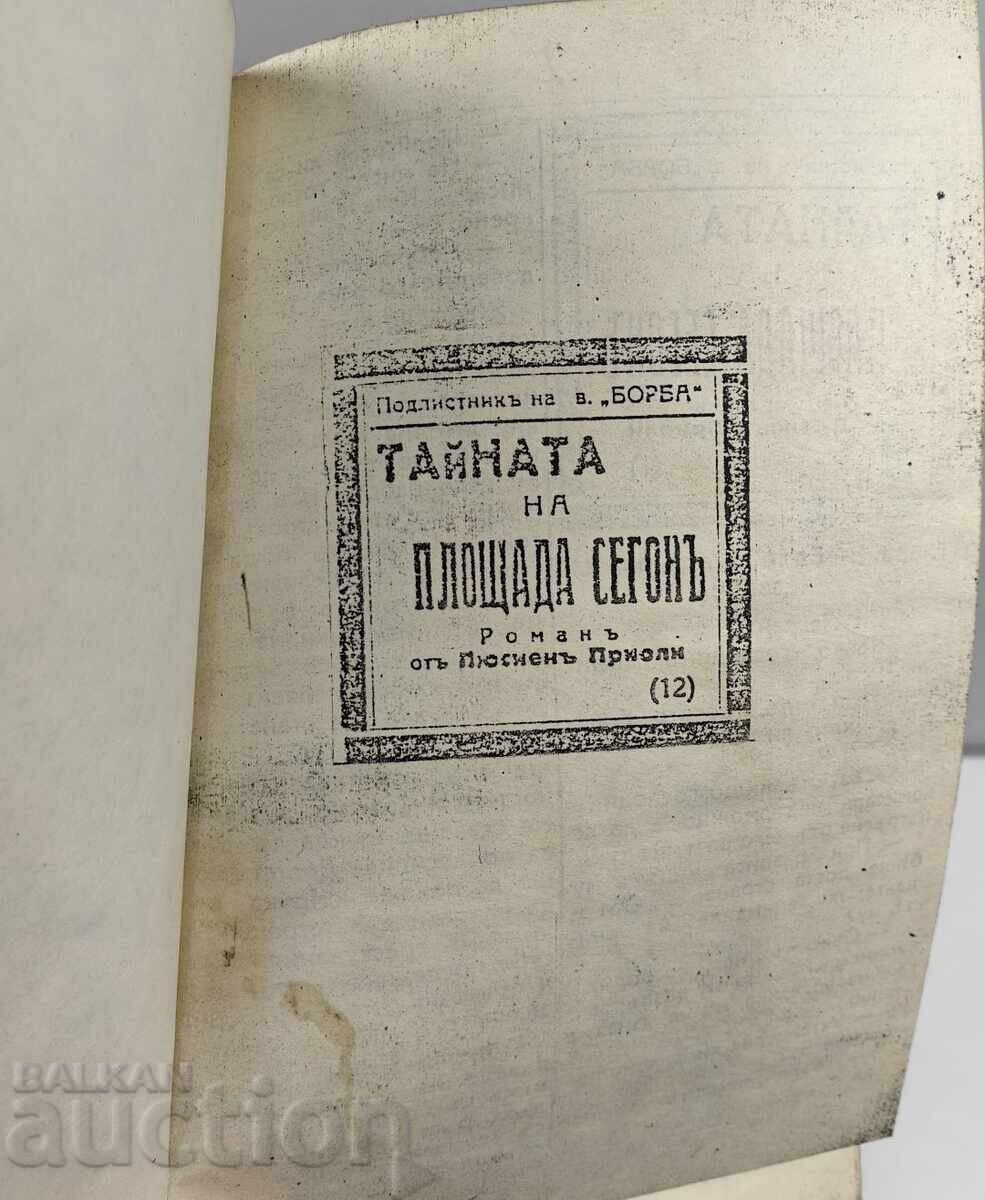 Подлистникъ на в. „БОРБА“
ТАЙНАТА
НА
ПЛОЩАДА СЕГОНЪ
Романъ
отъ Люсиенъ Приоли
(12)
BALKAN
auction